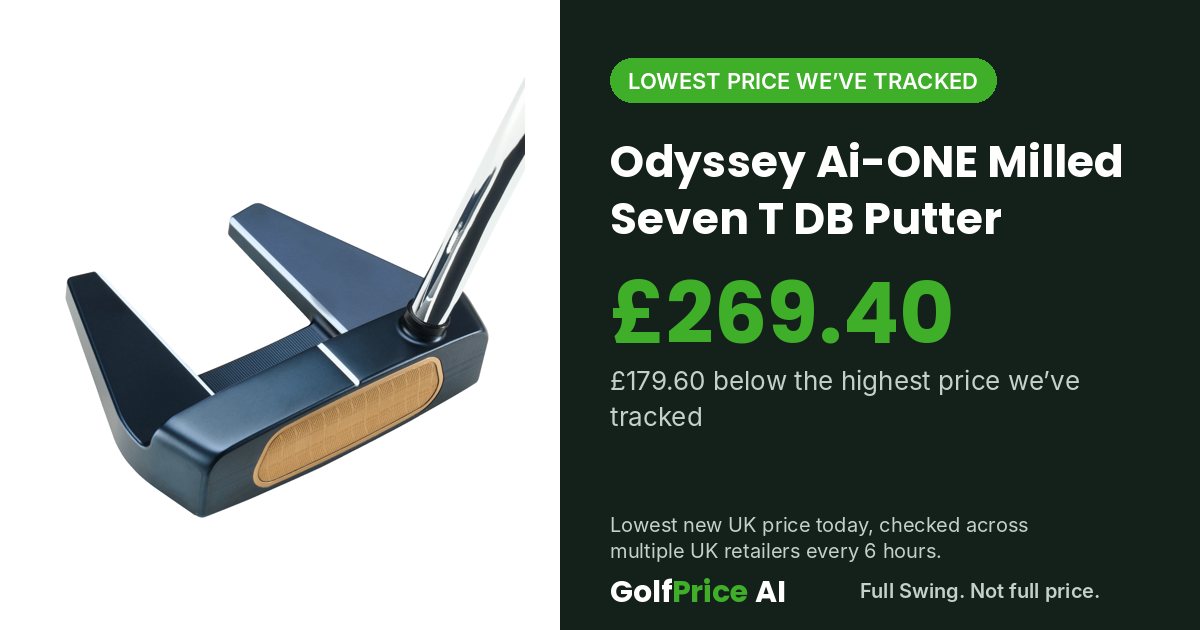 LOWEST PRICE WE’VE TRACKED
Odyssey Ai-ONE Milled
Seven T DB Putter
£269.40
£179.60 below the highest price we’ve
tracked
Lowest new UK price today, checked across
multiple UK retailers every 6 hours.
GolfPrice AI
Full Swing. Not full price.